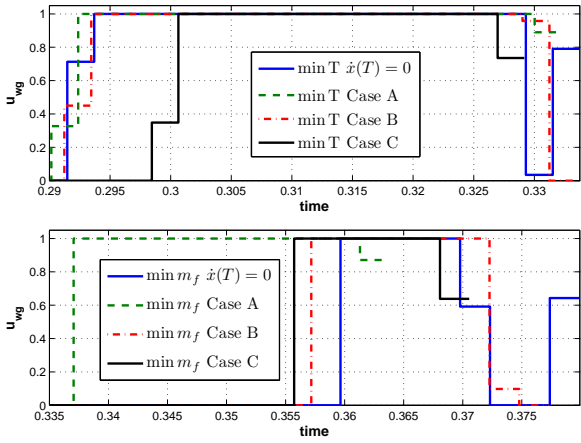 1
0.8
0.6
0.4
0.2
0
u_wg
0.29 0.295 0.3 0.305 0.31 0.315 0.32 0.325 0.33
time
min T ẋ(T) = 0
min T Case A
min T Case B
min T Case C
1
0.8
0.6
0.4
0.2
0
u_wg
0.335 0.34 0.345 0.35 0.355 0.36 0.365 0.37 0.375
time
min m_f ẋ(T) = 0
min m_f Case A
min m_f Case B
min m_f Case C